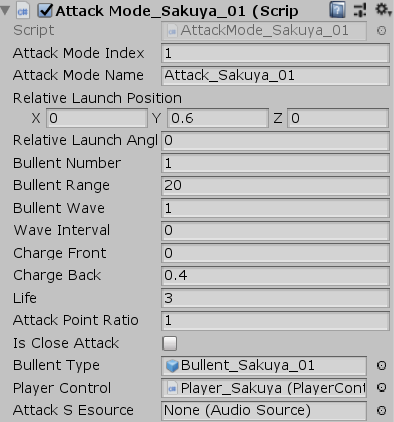 Attack Mode_Sakuya_01 (Scrip
Script AttackMode_Sakuya_01
Attack Mode Index 1
Attack Mode Name Attack_Sakuya_01
Relative Launch Position
X 0 Y 0.6 Z 0
Relative Launch Angl 0
Bullent Number 1
Bullent Range 20
Bullent Wave 1
Wave Interval 0
Charge Front 0
Charge Back 0.4
Life 3
Attack Point Ratio 1
Is Close Attack
Bullent Type Bullent_Sakuya_01
Player Control Player_Sakuya (PlayerCont
Attack S Esource None (Audio Source)